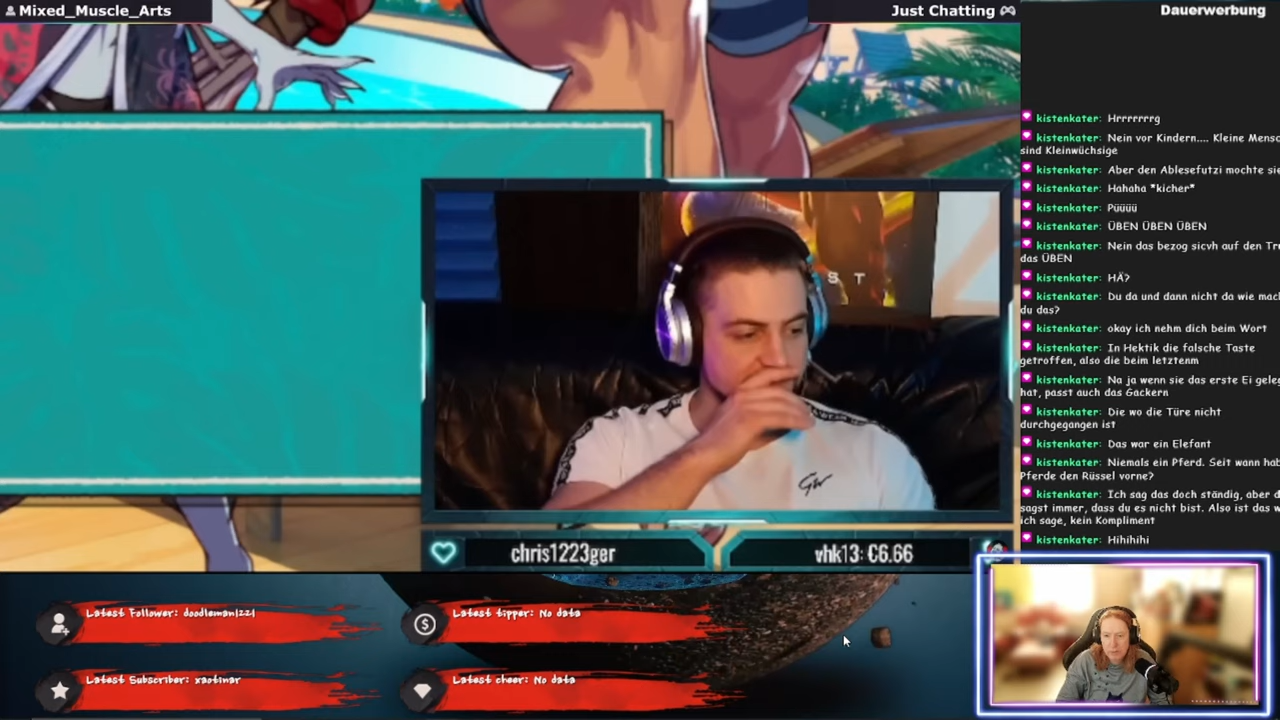 Mixed_Muscle_Arts
Just Chatting
Dauerwerbung
kistenkater: Hrrrrrrrg
kistenkater: Nein vor Kindern.... Kleine Mensc
sind Kleinwüchsige
kistenkater: Aber den Ablesefutzi mochte sie
kistenkater: Hahaha *kicher*
kistenkater: Püüüü
kistenkater: ÜBEN ÜBEN ÜBEN
kistenkater: Nein das bezog sicvh auf den Tr
das ÜBEN
kistenkater: HÄ?
kistenkater: Du da und dann nicht da wie mac
du das?
kistenkater: okay ich nehm dich beim Wort
kistenkater: In Hektik die falsche Taste
getroffen, also die beim letztenm
kistenkater: Na ja wenn sie das erste Ei geleg
hat, passt auch das Gackern
kistenkater: Die wo die Türe nicht
durchgegangen ist
kistenkater: Das war ein Elefant
kistenkater: Niemals ein Pferd. Seit wann hab
Pferde den Rüssel vorne?
kistenkater: Ich sag das doch ständig, aber d
sagst immer, dass du es nicht bist. Also ist das w
ich sage, kein Kompliment
kistenkater: Hihihihi
S T
chris1223ger
vhk13: €6.66
Latest Follower: doodleman1221
Latest tipper: No data
Latest Subscriber: xaotinar
Latest cheer: No data